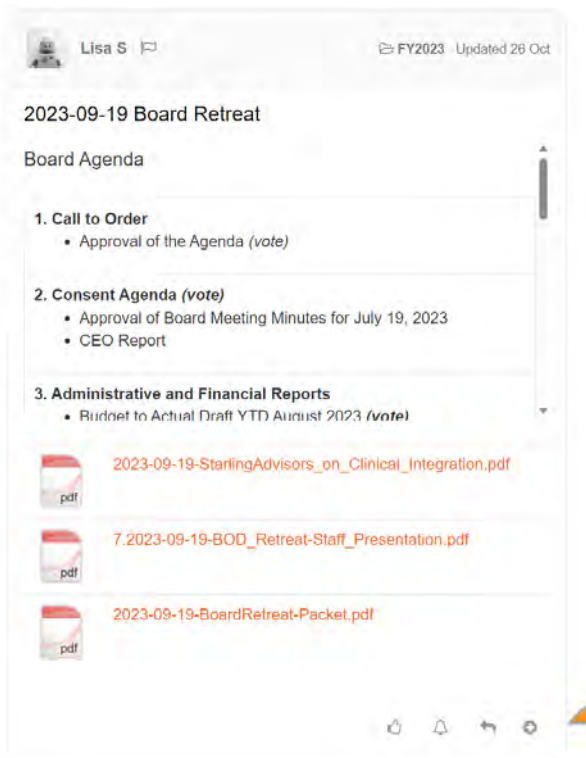 Lisa S
FY2023 Updated 26 Oct
2023-09-19 Board Retreat
Board Agenda
1. Call to Order
• Approval of the Agenda (vote)
2. Consent Agenda (vote)
• Approval of Board Meeting Minutes for July 19, 2023
• CEO Report
3. Administrative and Financial Reports
• Budget to Actual Draft YTD August 2023 (vote)
2023-09-19-StarlingAdvisors_on_Clinical_Integration.pdf
pdf
7.2023-09-19-BOD_Retreat-Staff_Presentation.pdf
pdf
2023-09-19-BoardRetreat-Packet.pdf
pdf